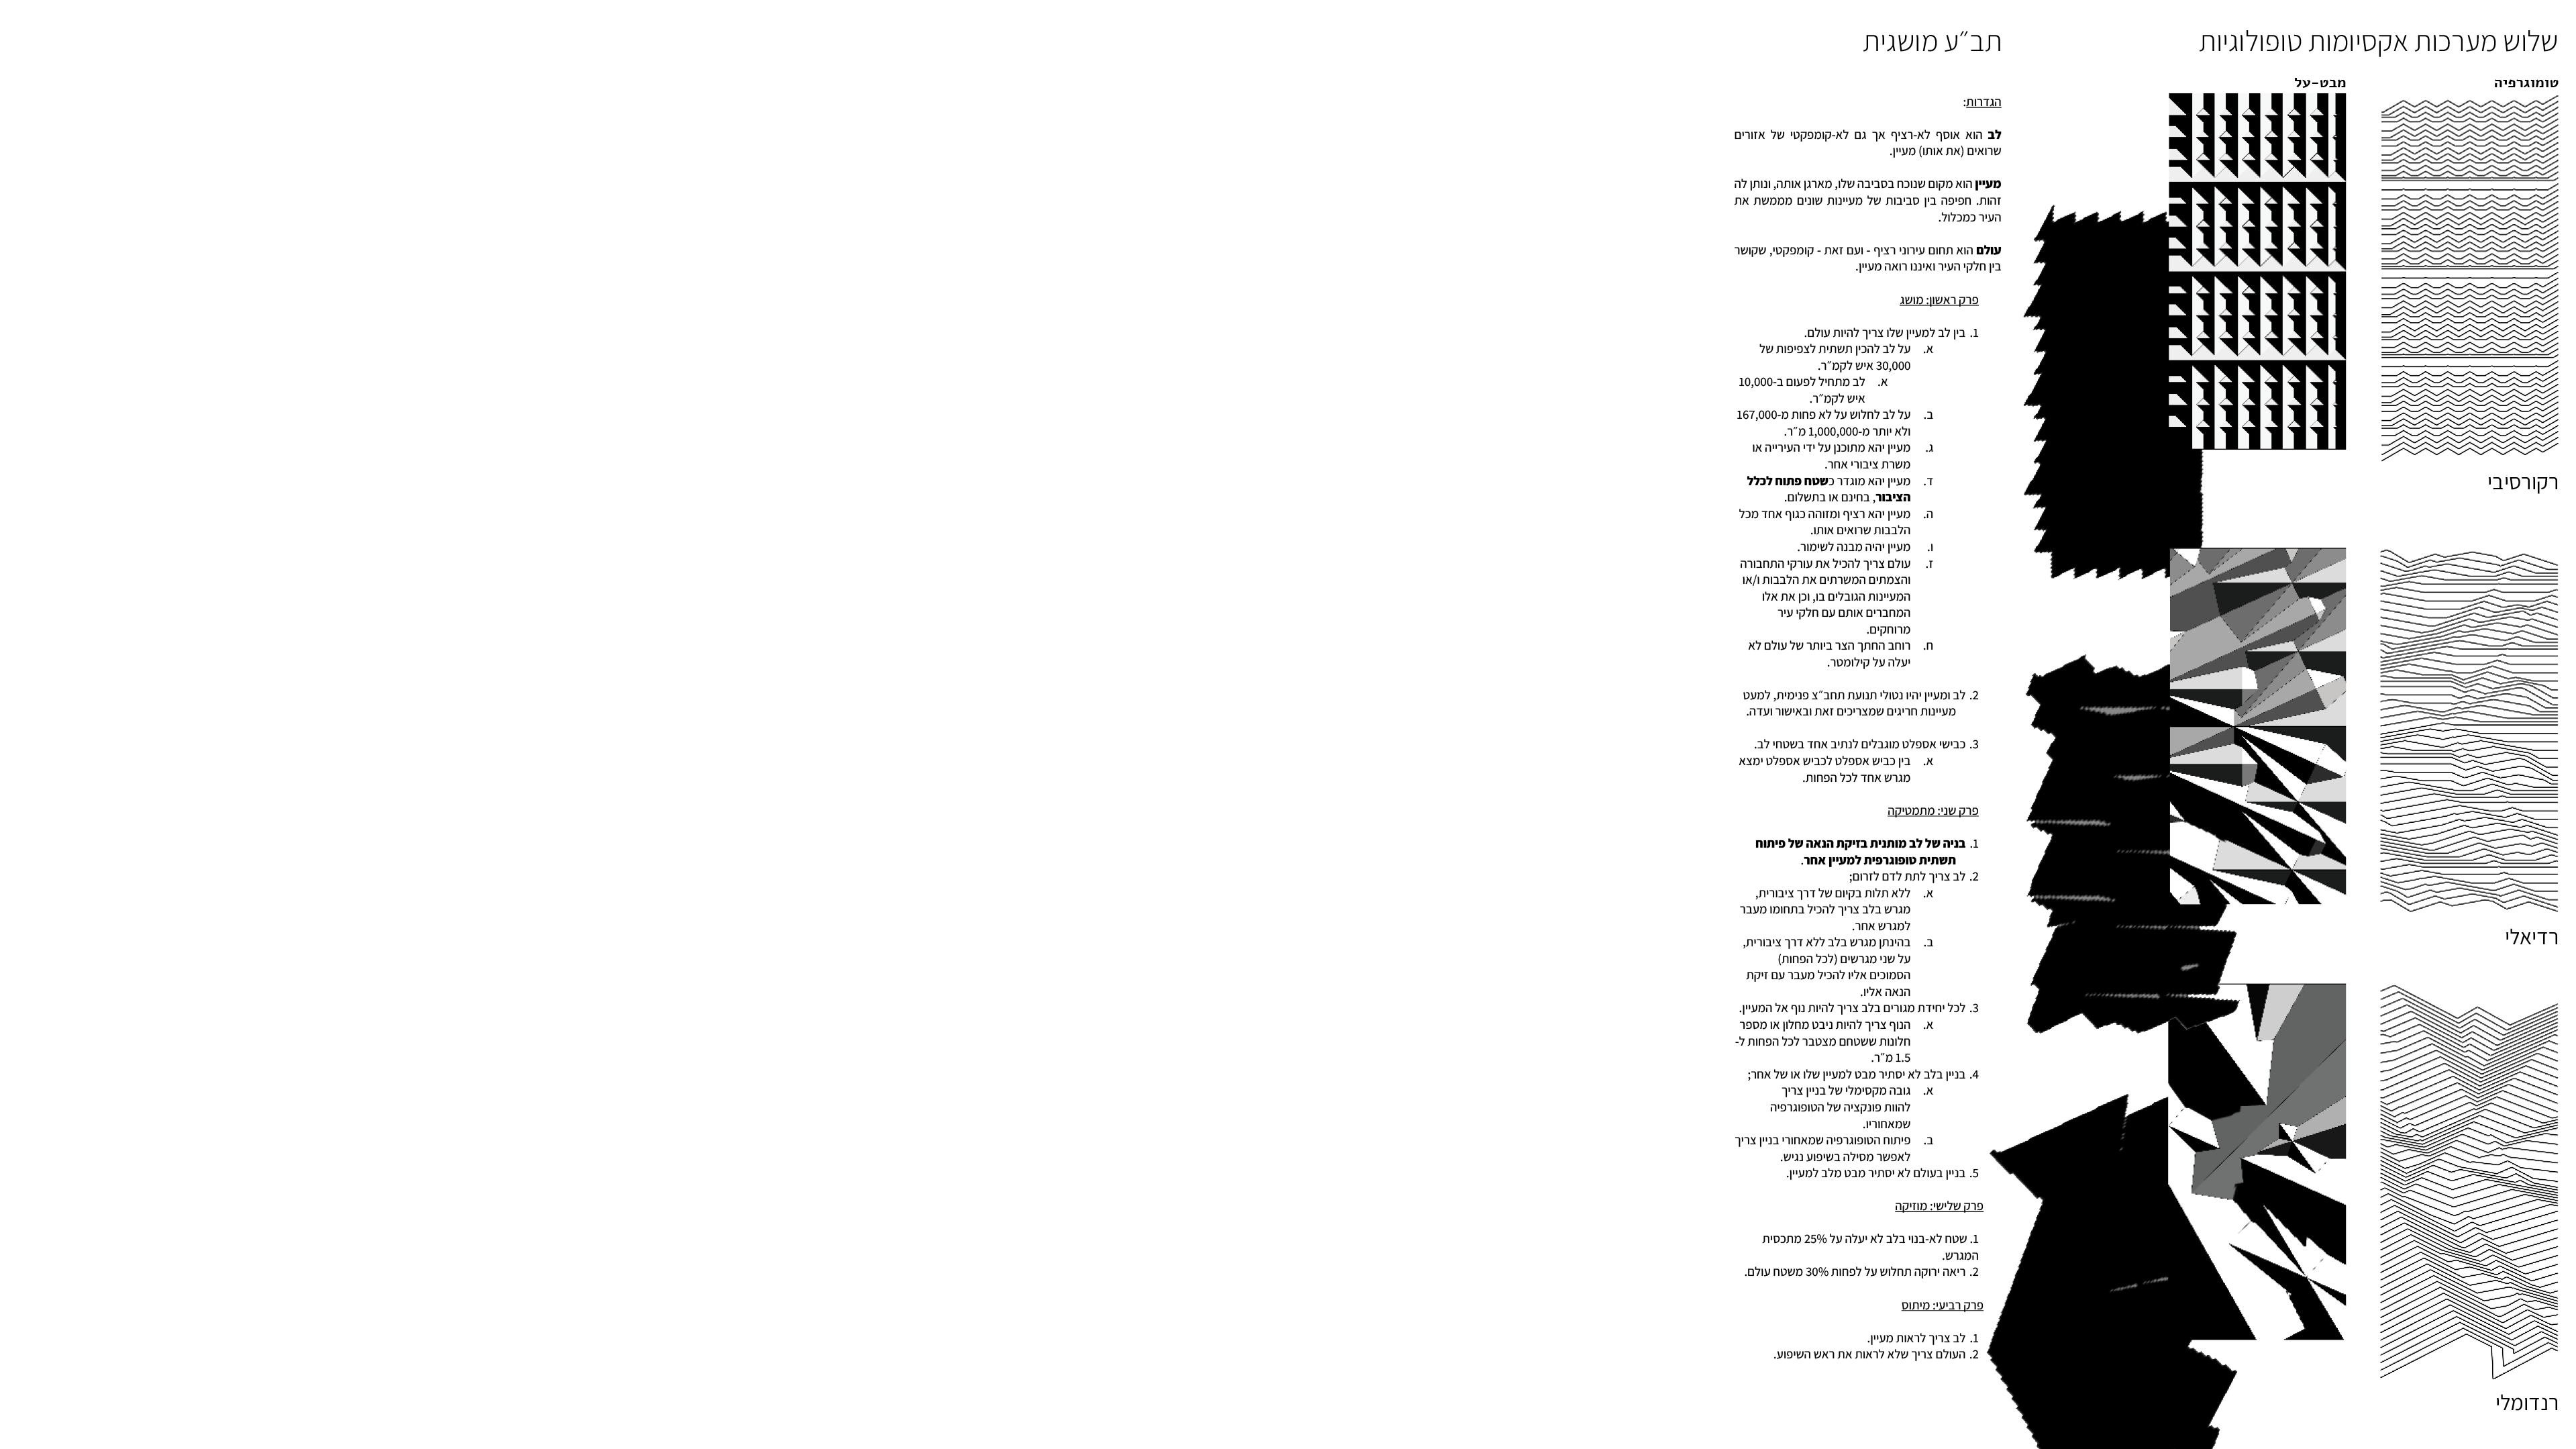 שלוש מערכות אקסיומות טופולוגיות
טומוגרפיה
מבט-על
רקורסיבי
רדיאלי
רנדומלי
תב״ע מושגית
הגדרות:
לב הוא אוסף לא-רציף אך גם לא-קומפקטי של אזורים
שרואים (את אותו) מעיין.
מעיין הוא מקום שנוכח בסביבה שלו, מארגן אותה, ונותן לה
זהות. חפיפה בין סביבות של מעיינות שונים מממשת את
העיר כמכלול.
עולם הוא תחום עירוני רציף - ועם זאת - קומפקטי, שקושר
בין חלקי העיר ואיננו רואה מעיין.
פרק ראשון: מושג
1. בין לב למעיין שלו צריך להיות עולם.
א. על לב להכין תשתית לצפיפות של
30,000 איש לקמ״ר.
א. לב מתחיל לפעום ב-10,000
איש לקמ״ר.
ב. על לב לחלוש על לא פחות מ-167,000
ולא יותר מ-1,000,000 מ״ר.
ג. מעיין יהא מתוכנן על ידי העירייה או
משרת ציבורי אחר.
ד. מעיין יהא מוגדר כשטח פתוח לכלל
הציבור, בחינם או בתשלום.
ה. מעיין יהא רציף ומזוהה כגוף אחד מכל
הלבבות שרואים אותו.
ו. מעיין יהיה מבנה לשימור.
ז. עולם צריך להכיל את עורקי התחבורה
והצמתים המשרתים את הלבבות ו/או
המעיינות הגובלים בו, וכן את אלו
המחברים אותם עם חלקי עיר
מרוחקים.
ח. רוחב החתך הצר ביותר של עולם לא
יעלה על קילומטר.
2. לב ומעיין יהיו נטולי תנועת תחב״צ פנימית, למעט
מעיינות חריגים שמצריכים זאת ובאישור ועדה.
3. כבישי אספלט מוגבלים לנתיב אחד בשטחי לב.
א. בין כביש אספלט לכביש אספלט ימצא
מגרש אחד לכל הפחות.
פרק שני: מתמטיקה
1. בניה של לב מותנית בזיקת הנאה של פיתוח
תשתית טופוגרפית למעיין אחר.
2. לב צריך לתת לדם לזרום;
א. ללא תלות בקיום של דרך ציבורית,
מגרש בלב צריך להכיל בתחומו מעבר
למגרש אחר.
ב. בהינתן מגרש בלב ללא דרך ציבורית,
על שני מגרשים (לכל הפחות)
הסמוכים אליו להכיל מעבר עם זיקת
הנאה אליו.
3. לכל יחידת מגורים בלב צריך להיות נוף אל המעיין.
א. הנוף צריך להיות ניבט מחלון או מספר
חלונות ששטחם מצטבר לכל הפחות ל-
1.5 מ״ר.
4. בניין בלב לא יסתיר מבט למעיין שלו או של אחר;
א. גובה מקסימלי של בניין צריך
להוות פונקציה של הטופוגרפיה
שמאחוריו.
ב. פיתוח הטופוגרפיה שמאחורי בניין צריך
לאפשר מסילה בשיפוע נגיש.
5. בניין בעולם לא יסתיר מבט מלב למעיין.
פרק שלישי: מוזיקה
1. שטח לא-בנוי בלב לא יעלה על 25% מתכסית
המגרש.
2. ריאה ירוקה תחלוש על לפחות 30% משטח עולם.
פרק רביעי: מיתוס
1. לב צריך לראות מעיין.
2. העולם צריך שלא לראות את ראש השיפוע.